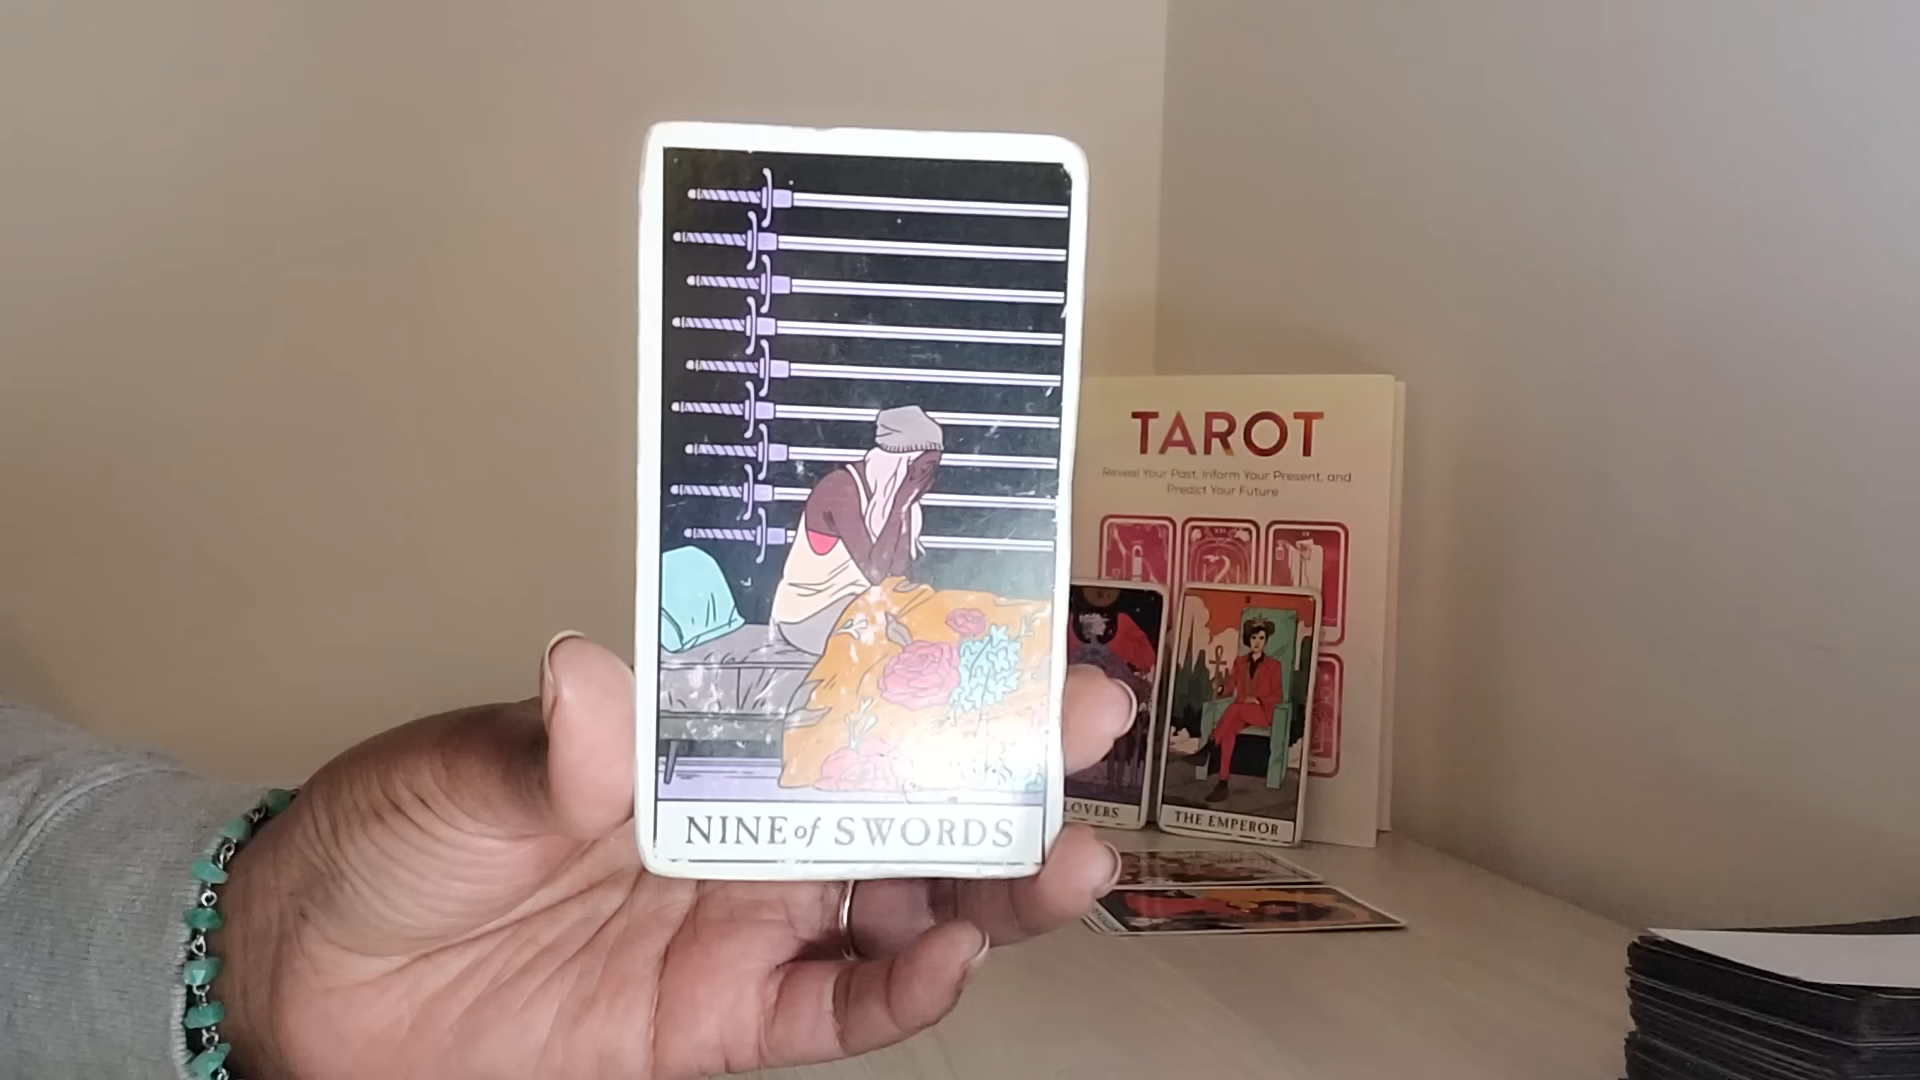 NINE of SWORDS
TAROT
Reveal Your Past, Inform Your Present, and
Predict Your Future
LOVERS
THE EMPEROR